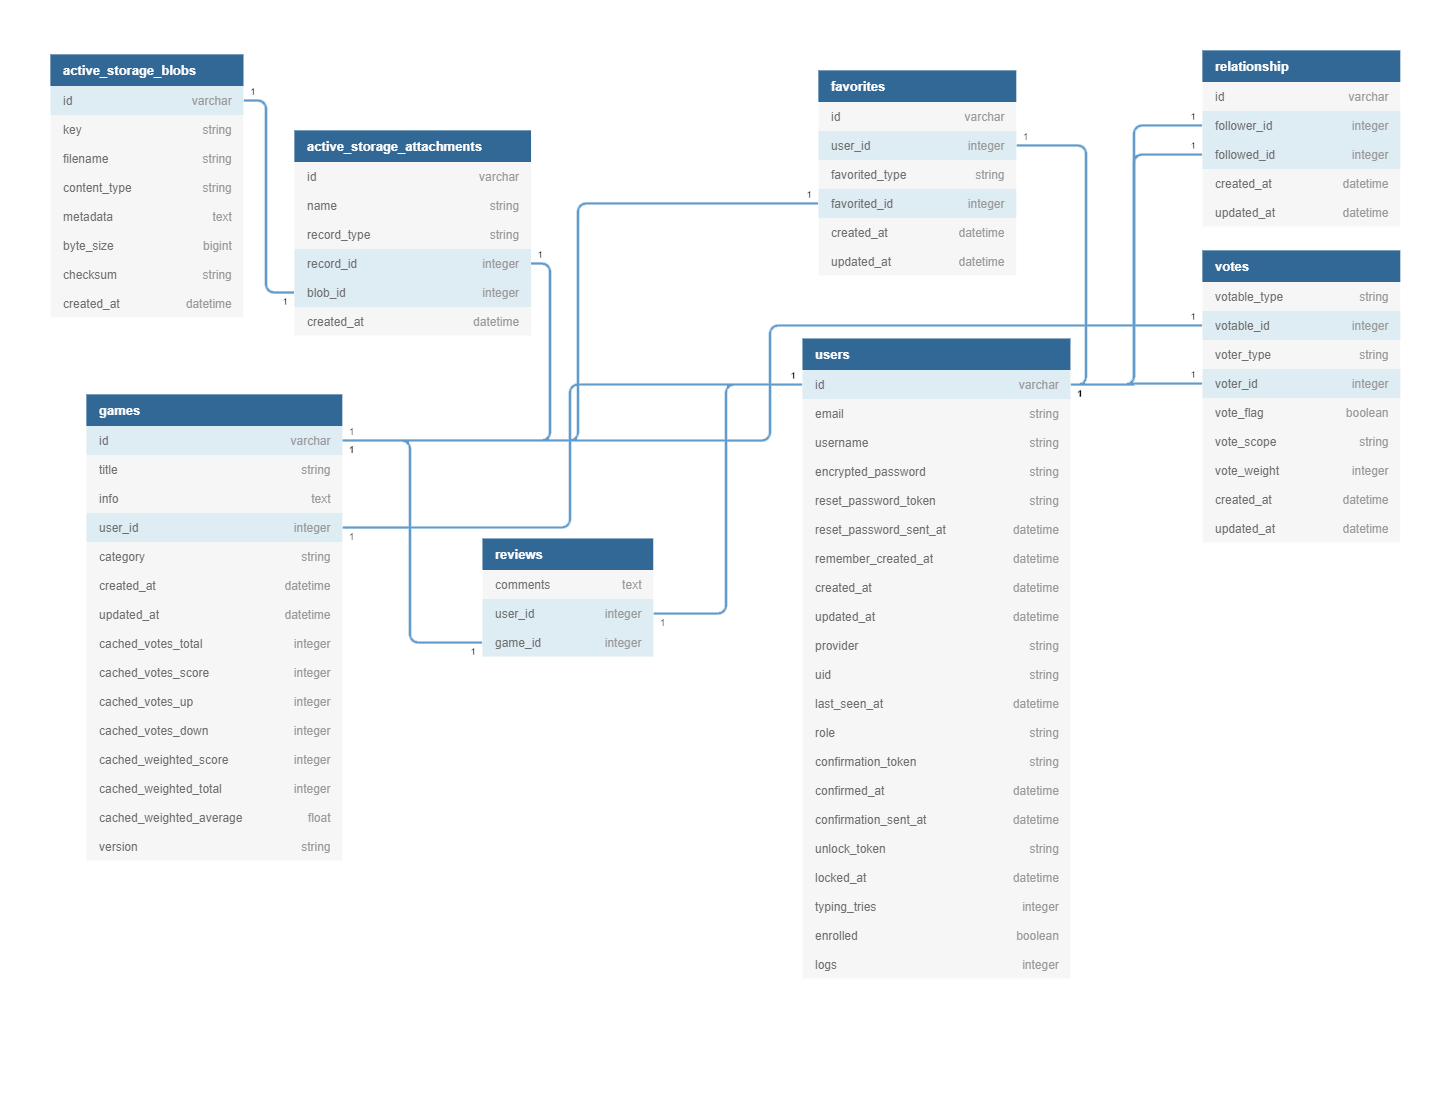 active_storage_blobs
id varchar
key string
filename string
content_type string
metadata text
byte_size bigint
checksum string
created_at datetime
1
1
active_storage_attachments
id varchar
name string
record_type string
record_id integer
blob_id integer
created_at datetime
1
favorites
id varchar
user_id integer
favorited_type string
favorited_id integer
created_at datetime
updated_at datetime
1
1
relationship
id varchar
follower_id integer
followed_id integer
created_at datetime
updated_at datetime
1
1
votes
votable_type string
votable_id integer
voter_type string
voter_id integer
vote_flag boolean
vote_scope string
vote_weight integer
created_at datetime
updated_at datetime
1
1
games
id varchar
title string
info text
user_id integer
category string
created_at datetime
updated_at datetime
cached_votes_total integer
cached_votes_score integer
cached_votes_up integer
cached_votes_down integer
cached_weighted_score integer
cached_weighted_total integer
cached_weighted_average float
version string
1
1
1
reviews
comments text
user_id integer
game_id integer
1
1
users
id varchar
email string
username string
encrypted_password string
reset_password_token string
reset_password_sent_at datetime
remember_created_at datetime
created_at datetime
updated_at datetime
provider string
uid string
last_seen_at datetime
role string
confirmation_token string
confirmed_at datetime
confirmation_sent_at datetime
unlock_token string
locked_at datetime
typing_tries integer
enrolled boolean
logs integer
1
1